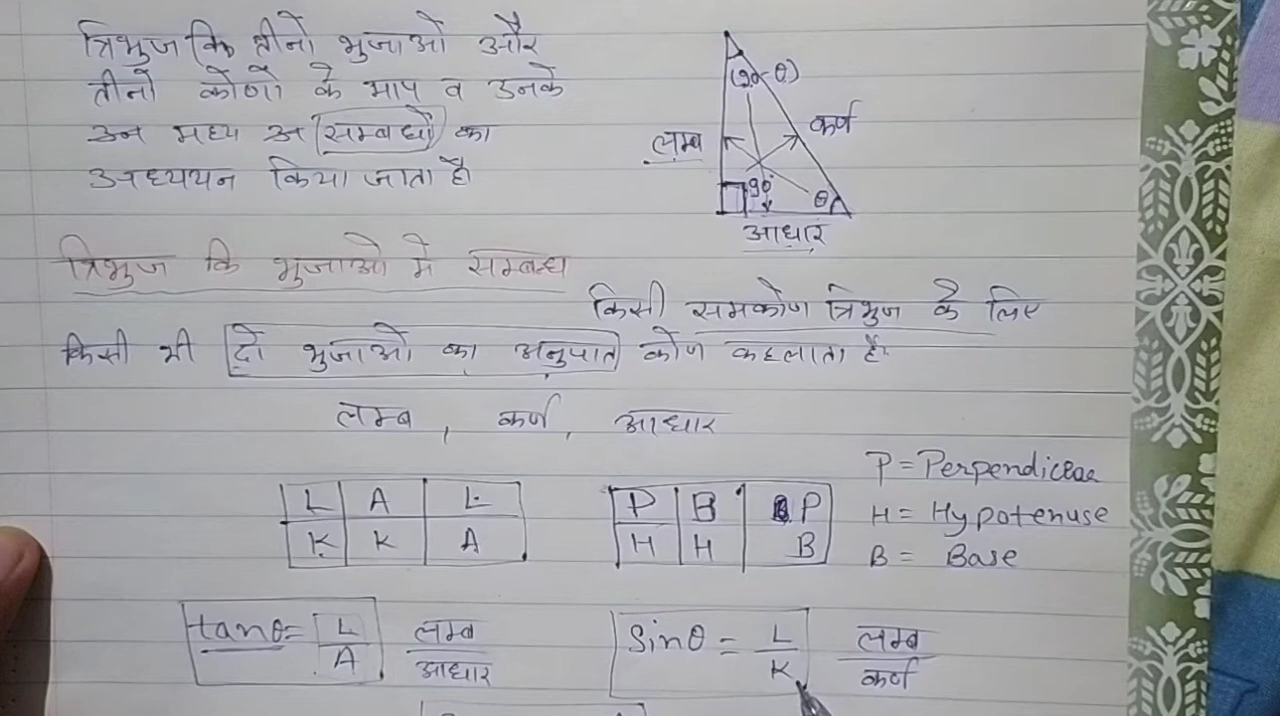 त्रिभुज कि तीनो भुजाओ और
तीनो कोणो के माप व उनके
उन मध्य अ सम्बधों का
अध्ययन किया जाता है।
(90-θ)
लम्ब
कर्ण
90°
θ
आधार
त्रिभुज कि भुजाओ मे सम्बन्ध
किसी समकोण त्रिभुज के लिए
किसी भी दो भुजाओ का अनुपात कोण कहलाता है।
लम्ब , कर्ण , आधार
L A L
K K A
P B P
H H B
P = Perpendicular
H = Hypotenuse
B = Base
tanθ = L/A लम्ब/आधार
Sinθ = L/K लम्ब/कर्ण